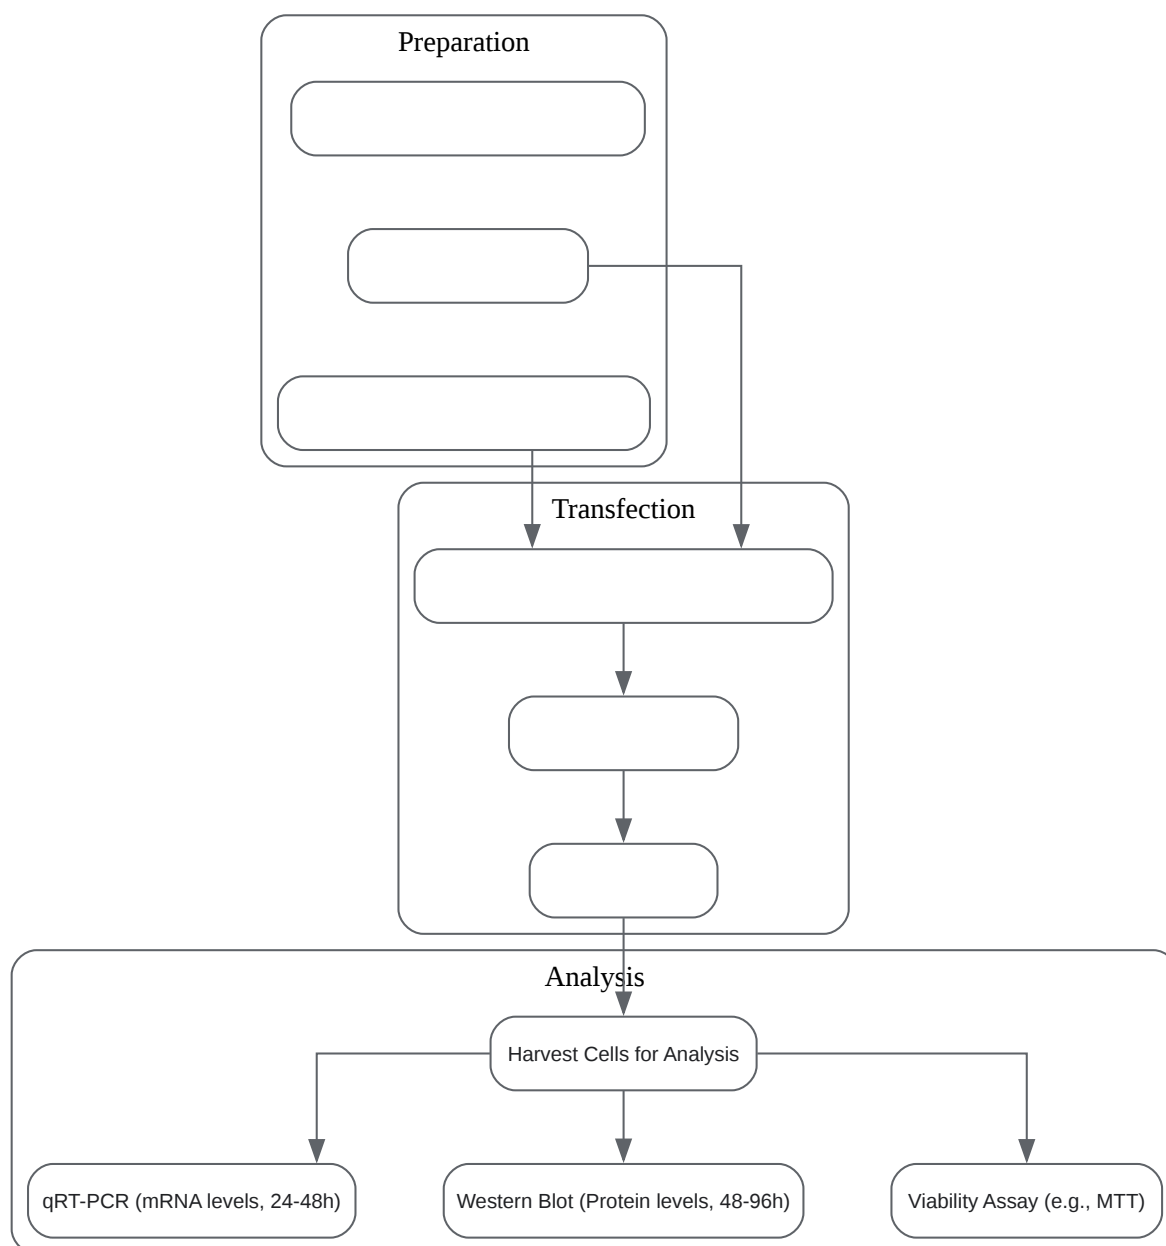 Preparation
Transfection
Analysis
Harvest Cells for Analysis
qRT-PCR (mRNA levels, 24-48h)
Western Blot (Protein levels, 48-96h)
Viability Assay (e.g., MTT)